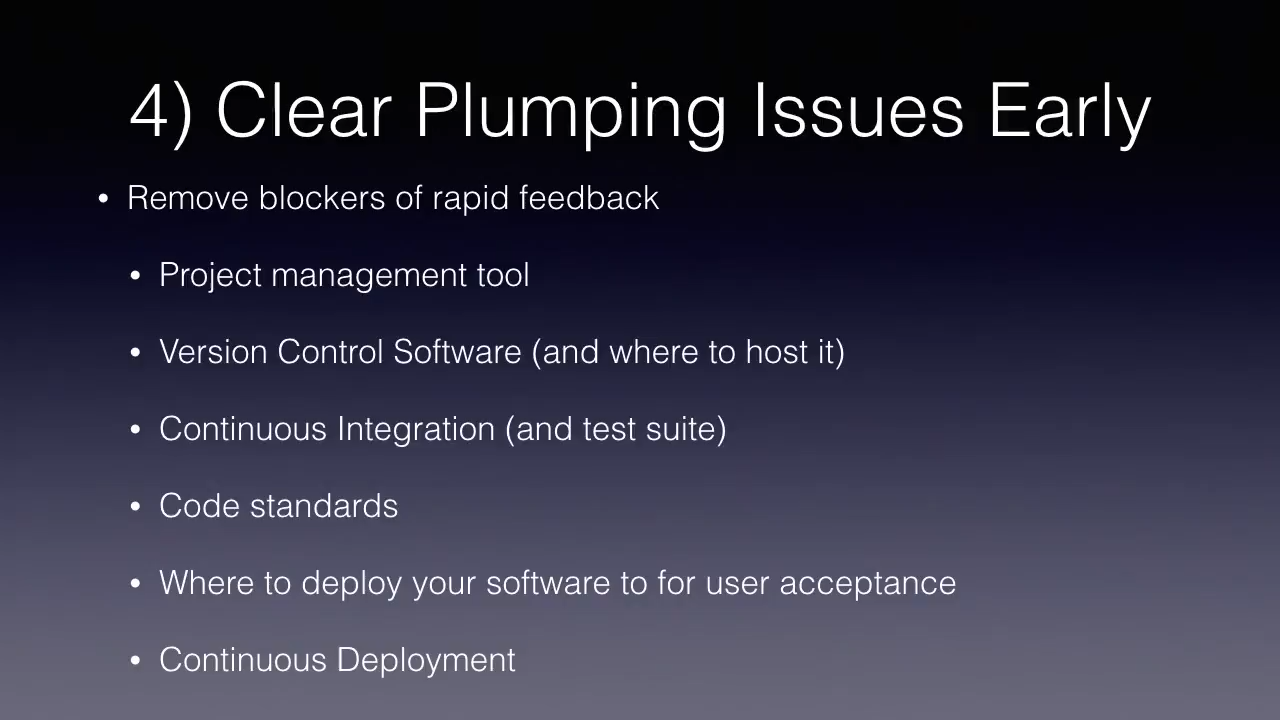 4) Clear Plumping Issues Early
• Remove blockers of rapid feedback
• Project management tool
• Version Control Software (and where to host it)
• Continuous Integration (and test suite)
• Code standards
• Where to deploy your software to for user acceptance
• Continuous Deployment